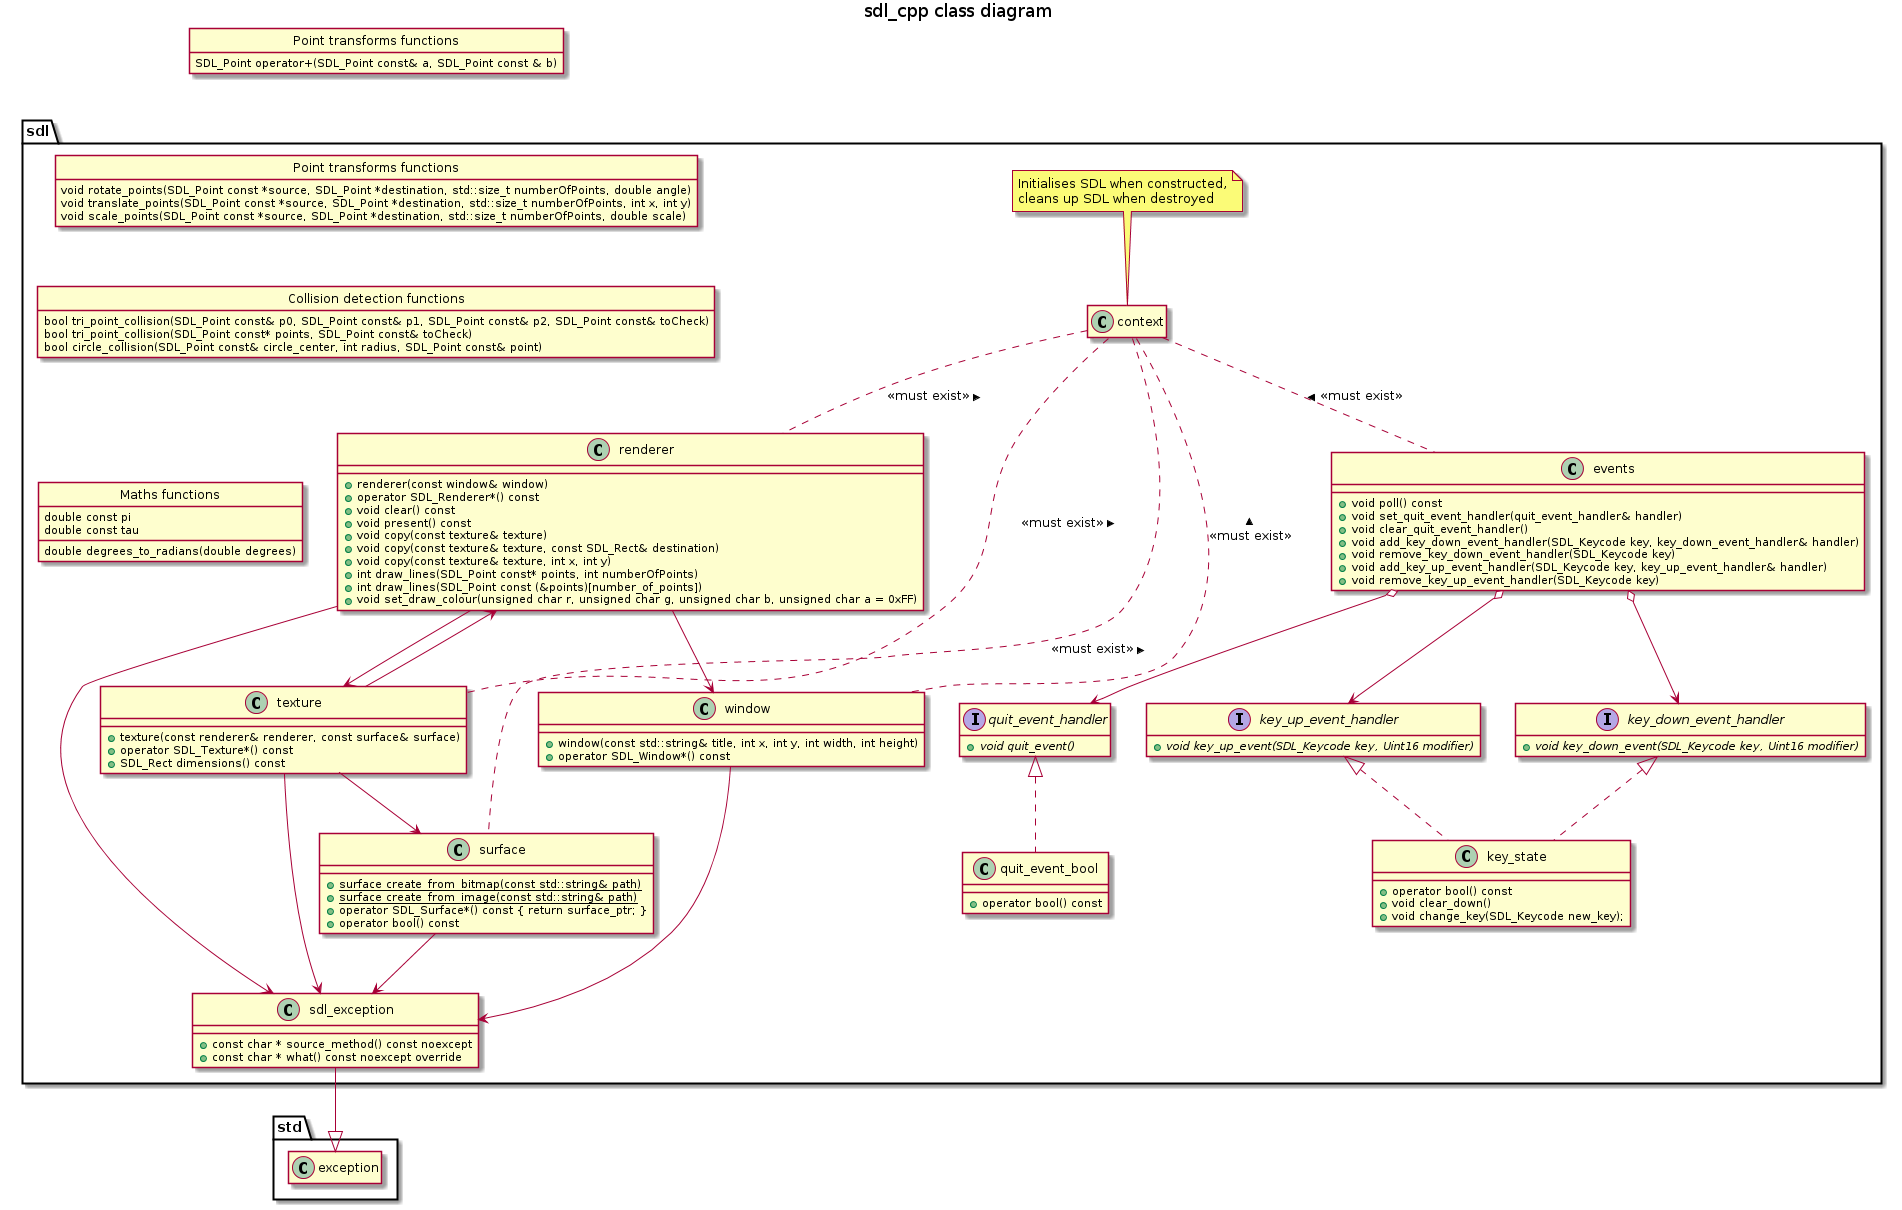 sdl_cpp class diagram
Point transforms functions
SDL_Point operator+(SDL_Point const& a, SDL_Point const & b)
sdl
Point transforms functions
void rotate_points(SDL_Point const *source, SDL_Point *destination, std::size_t numberOfPoints, double angle)
void translate_points(SDL_Point const *source, SDL_Point *destination, std::size_t numberOfPoints, int x, int y)
void scale_points(SDL_Point const *source, SDL_Point *destination, std::size_t numberOfPoints, double scale)
Initialises SDL when constructed,
cleans up SDL when destroyed
Collision detection functions
bool tri_point_collision(SDL_Point const& p0, SDL_Point const& p1, SDL_Point const& p2, SDL_Point const& toCheck)
bool tri_point_collision(SDL_Point const* points, SDL_Point const& toCheck)
bool circle_collision(SDL_Point const& circle_center, int radius, SDL_Point const& point)
C context
«must exist» ▶
◀ «must exist»
Maths functions
double const pi
double const tau
double degrees_to_radians(double degrees)
C renderer
renderer(const window& window)
operator SDL_Renderer*() const
void clear() const
void present() const
void copy(const texture& texture)
void copy(const texture& texture, const SDL_Rect& destination)
void copy(const texture& texture, int x, int y)
int draw_lines(SDL_Point const* points, int numberOfPoints)
int draw_lines(SDL_Point const (&points)[number_of_points])
void set_draw_colour(unsigned char r, unsigned char g, unsigned char b, unsigned char a = 0xFF)
«must exist» ▶
▲
«must exist»
C events
void poll() const
void set_quit_event_handler(quit_event_handler& handler)
void clear_quit_event_handler()
void add_key_down_event_handler(SDL_Keycode key, key_down_event_handler& handler)
void remove_key_down_event_handler(SDL_Keycode key)
void add_key_up_event_handler(SDL_Keycode key, key_up_event_handler& handler)
void remove_key_up_event_handler(SDL_Keycode key)
«must exist» ▶
C texture
texture(const renderer& renderer, const surface& surface)
operator SDL_Texture*() const
SDL_Rect dimensions() const
C window
window(const std::string& title, int x, int y, int width, int height)
operator SDL_Window*() const
I quit_event_handler
void quit_event()
I key_up_event_handler
void key_up_event(SDL_Keycode key, Uint16 modifier)
I key_down_event_handler
void key_down_event(SDL_Keycode key, Uint16 modifier)
C surface
surface create_from_bitmap(const std::string& path)
surface create_from_image(const std::string& path)
operator SDL_Surface*() const { return surface_ptr; }
operator bool() const
C quit_event_bool
operator bool() const
C key_state
operator bool() const
void clear_down()
void change_key(SDL_Keycode new_key);
C sdl_exception
const char * source_method() const noexcept
const char * what() const noexcept override
std
C exception